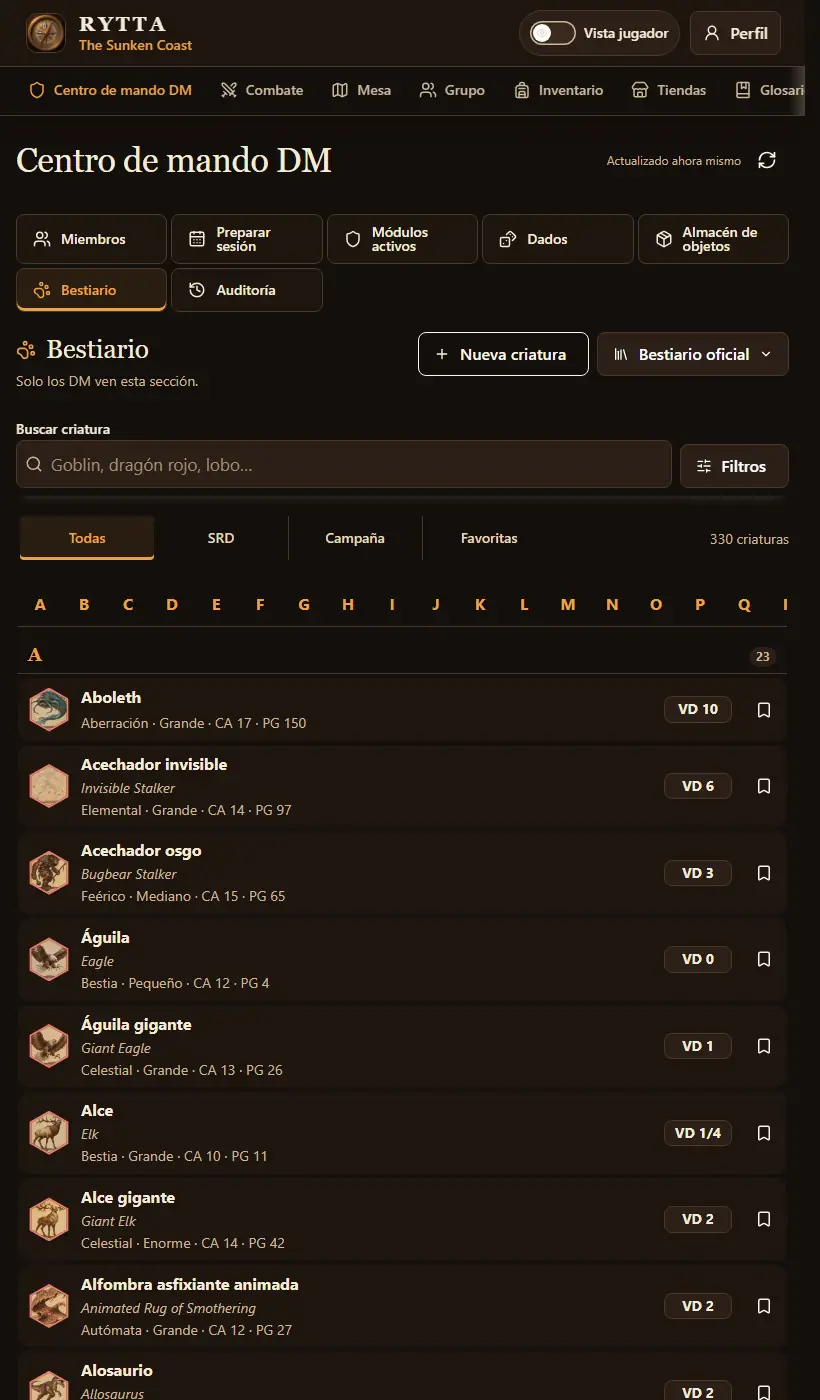 RYTTA
The Sunken Coast
Vista jugador
Perfil
Centro de mando DM
Combate
Mesa
Grupo
Inventario
Tiendas
Glosari
Centro de mando DM
Actualizado ahora mismo
Miembros
Preparar
sesión
Módulos
activos
Dados
Almacén de
objetos
Bestiario
Auditoría
Bestiario
Solo los DM ven esta sección.
+ Nueva criatura
Bestiario oficial
Buscar criatura
Goblin, dragón rojo, lobo...
Filtros
Todas
SRD
Campaña
Favoritas
330 criaturas
A B C D E F G H I J K L M N O P Q
A
23
Aboleth
Aberración · Grande · CA 17 · PG 150
VD 10
Acechador invisible
Invisible Stalker
Elemental · Grande · CA 14 · PG 97
VD 6
Acechador osgo
Bugbear Stalker
Feérico · Mediano · CA 15 · PG 65
VD 3
Águila
Eagle
Bestia · Pequeño · CA 12 · PG 4
VD 0
Águila gigante
Giant Eagle
Celestial · Grande · CA 13 · PG 26
VD 1
Alce
Elk
Bestia · Grande · CA 10 · PG 11
VD 1/4
Alce gigante
Giant Elk
Celestial · Enorme · CA 14 · PG 42
VD 2
Alfombra asfixiante animada
Animated Rug of Smothering
Autómata · Grande · CA 12 · PG 27
VD 2
Alosaurio
Allosaurus
VD 2